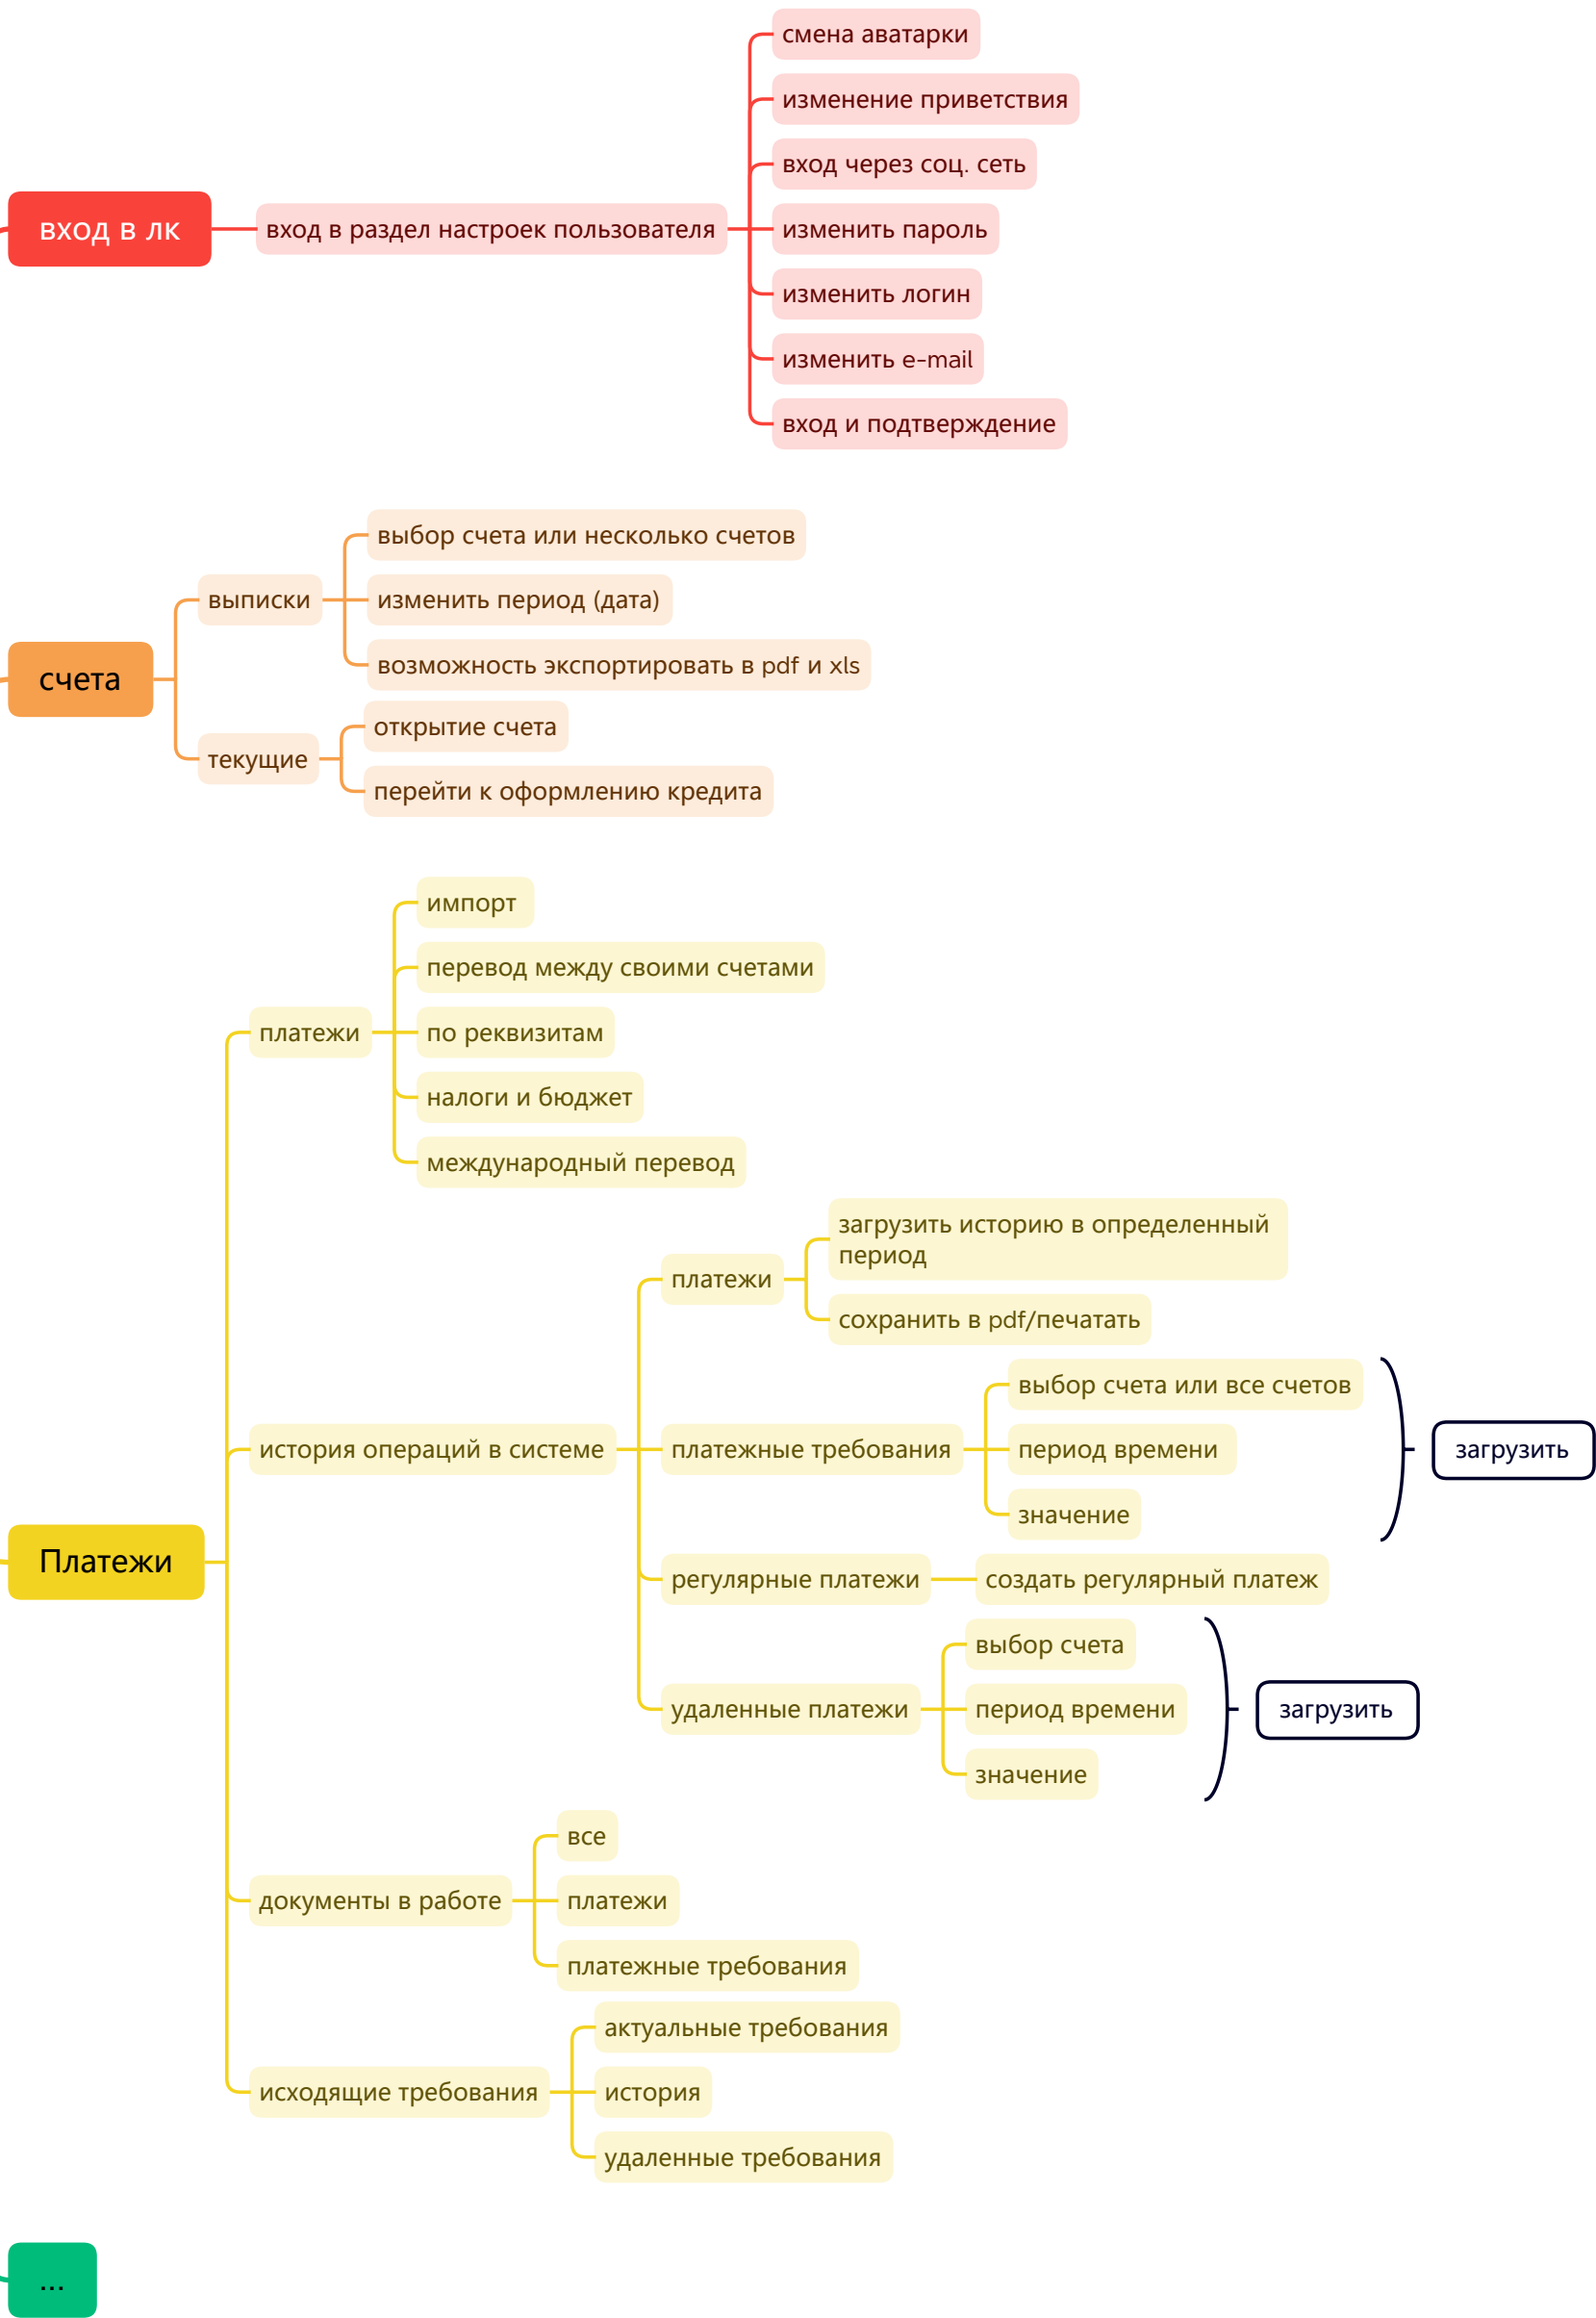 смена аватарки
изменение приветствия
вход через соц. сеть
вход в лк
вход в раздел настроек пользователя
изменить пароль
изменить логин
изменить e-mail
вход и подтверждение
выбор счета или несколько счетов
выписки
изменить период (дата)
возможность экспортировать в pdf и xls
счета
открытие счета
текущие
перейти к оформлению кредита
импорт
перевод между своими счетами
платежи
по реквизитам
налоги и бюджет
международный перевод
загрузить историю в определенный
период
платежи
сохранить в pdf/печатать
выбор счета или все счетов
история операций в системе
платежные требования
период времени
загрузить
значение
Платежи
регулярные платежи
создать регулярный платеж
выбор счета
удаленные платежи
период времени
загрузить
значение
все
документы в работе
платежи
платежные требования
актуальные требования
исходящие требования
история
удаленные требования
...